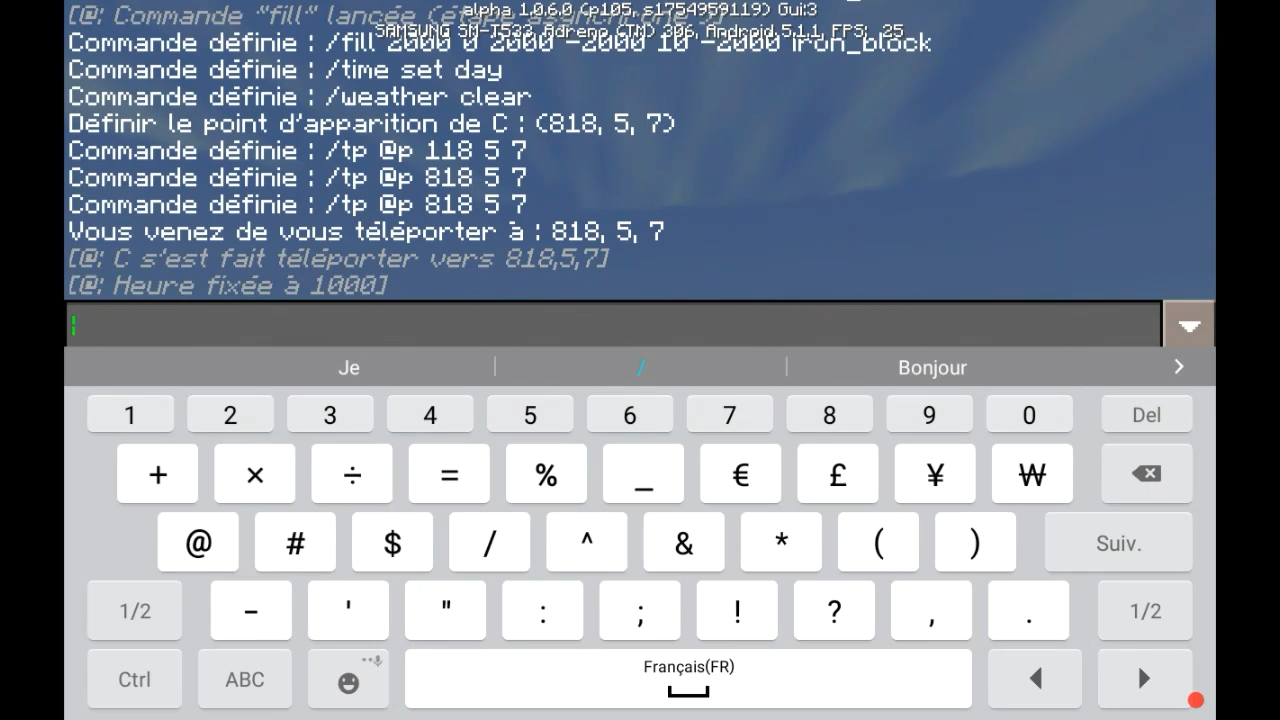 [@: Commande "fill" lancée (étape asynchrone)]
alpha 1.0.6.0 (p105, s1754959119) Gui:3
SAMSUNG SM-T533, Adreno (TM) 306, Android 5.1.1, FPS: 25
Commande définie : /fill 2000 0 2000 -2000 10 -2000 iron_block
Commande définie : /time set day
Commande définie : /weather clear
Définir le point d'apparition de C : (818, 5, 7)
Commande définie : /tp @p 118 5 7
Commande définie : /tp @p 818 5 7
Commande définie : /tp @p 818 5 7
Vous venez de vous téléporter à : 818, 5, 7
[@: C s'est fait téléporter vers 818,5,7]
[@: Heure fixée à 1000]
Je / Bonjour >
1 2 3 4 5 6 7 8 9 0 Del
+ × ÷ = % _ € £ ¥ ₩
@ # $ / ^ & * ( ) Suiv.
1/2 - ' " : ; ! ? , . 1/2
Ctrl ABC Français(FR)